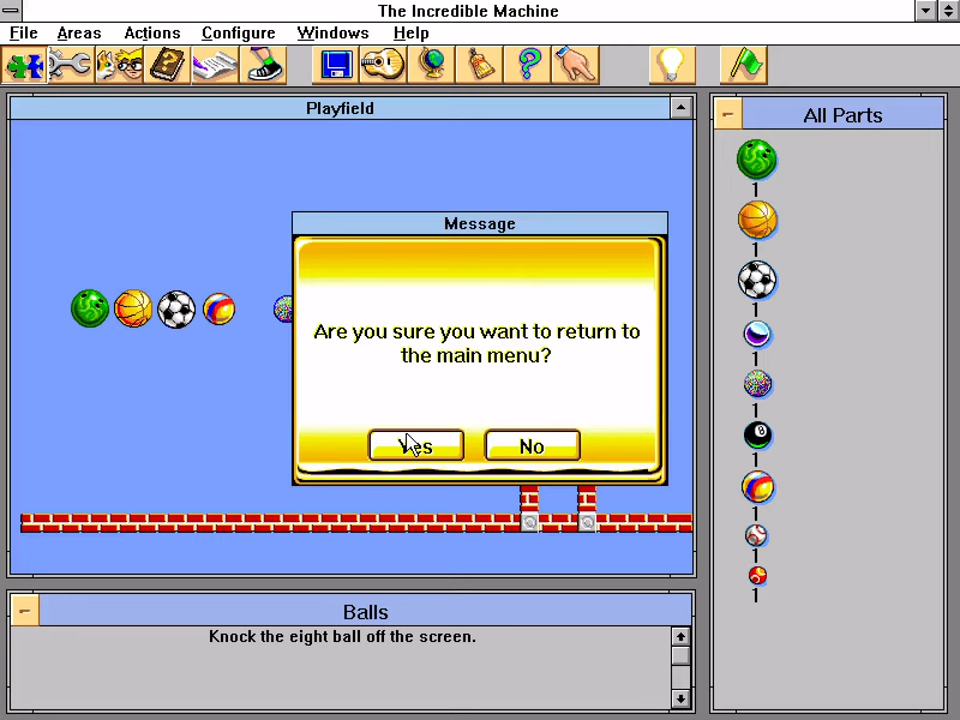 The Incredible Machine
File Areas Actions Configure Windows Help
Playfield
All Parts
Message
Are you sure you want to return to
the main menu?
Yes No
1
1
1
1
1
8
1
1
1
1
Balls
Knock the eight ball off the screen.